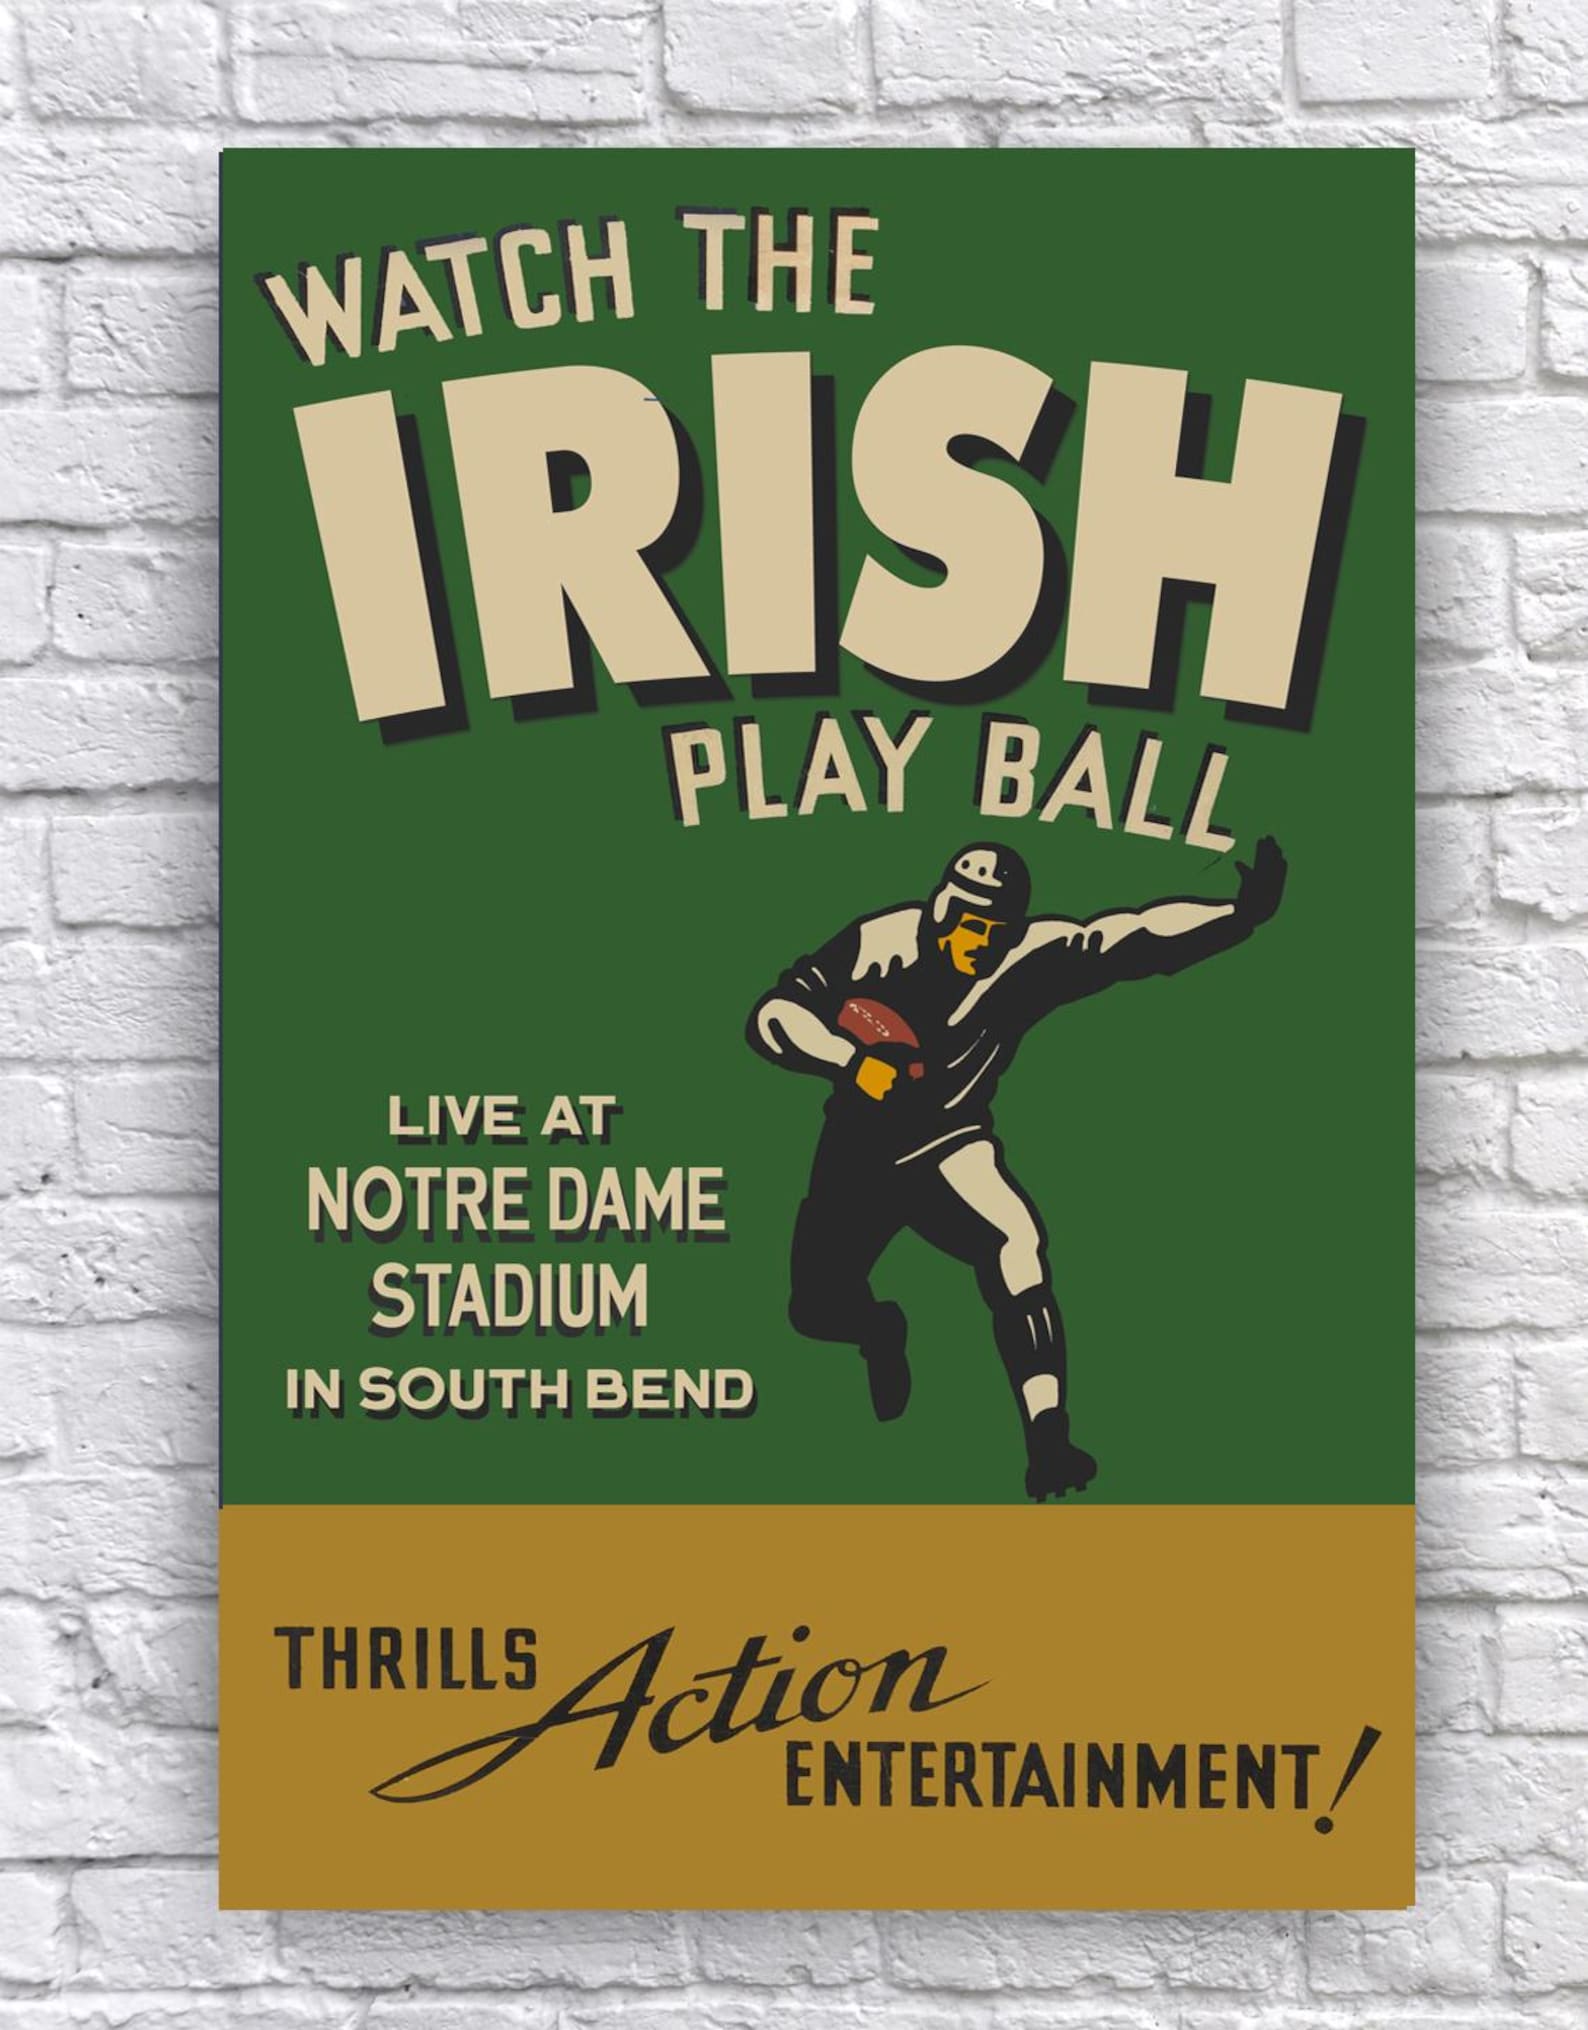 WATCH THE
IRISH
PLAY BALL
LIVE AT
NOTRE DAME
STADIUM
IN SOUTH BEND
THRILLS
Action
ENTERTAINMENT!